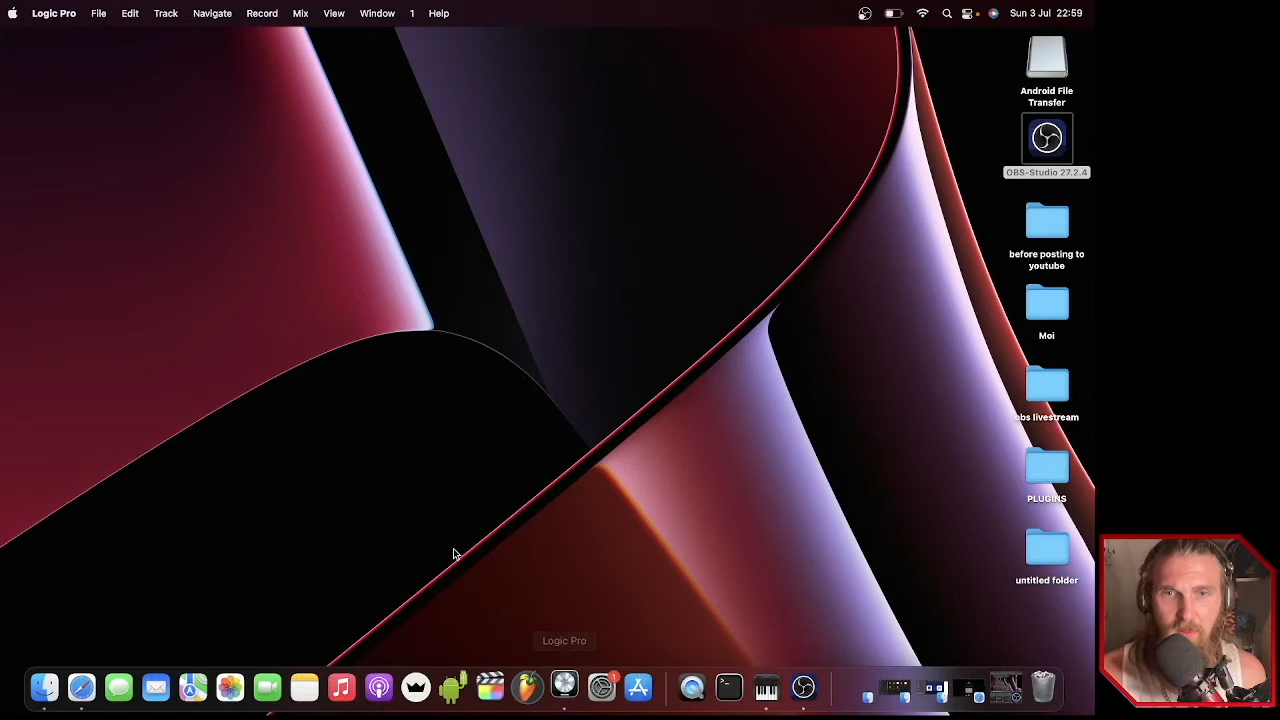 Logic Pro File Edit Track Navigate Record Mix View Window 1 Help Sun 3 Jul 22:59
Android File
Transfer
OBS-Studio 27.2.4
before posting to
youtube
Moi
obs livestream
PLUGINS
untitled folder
Logic Pro
1